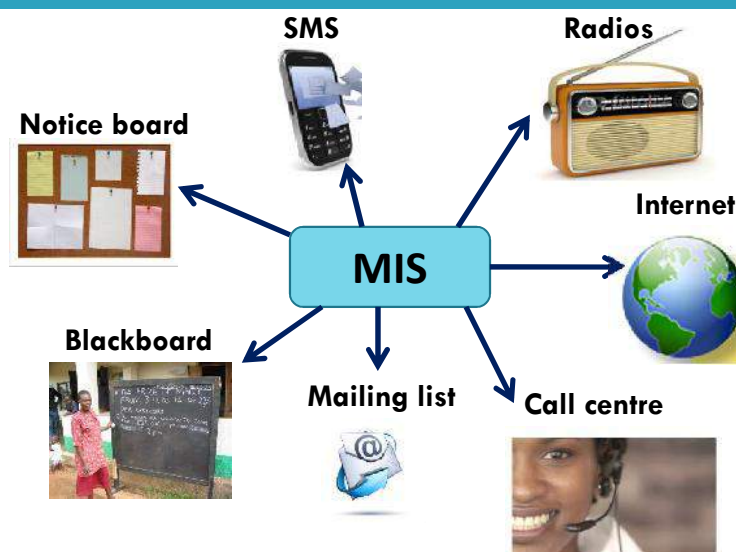 SMS
Radios
Notice board
Internet
MIS
Blackboard
Mailing list
Call centre
@